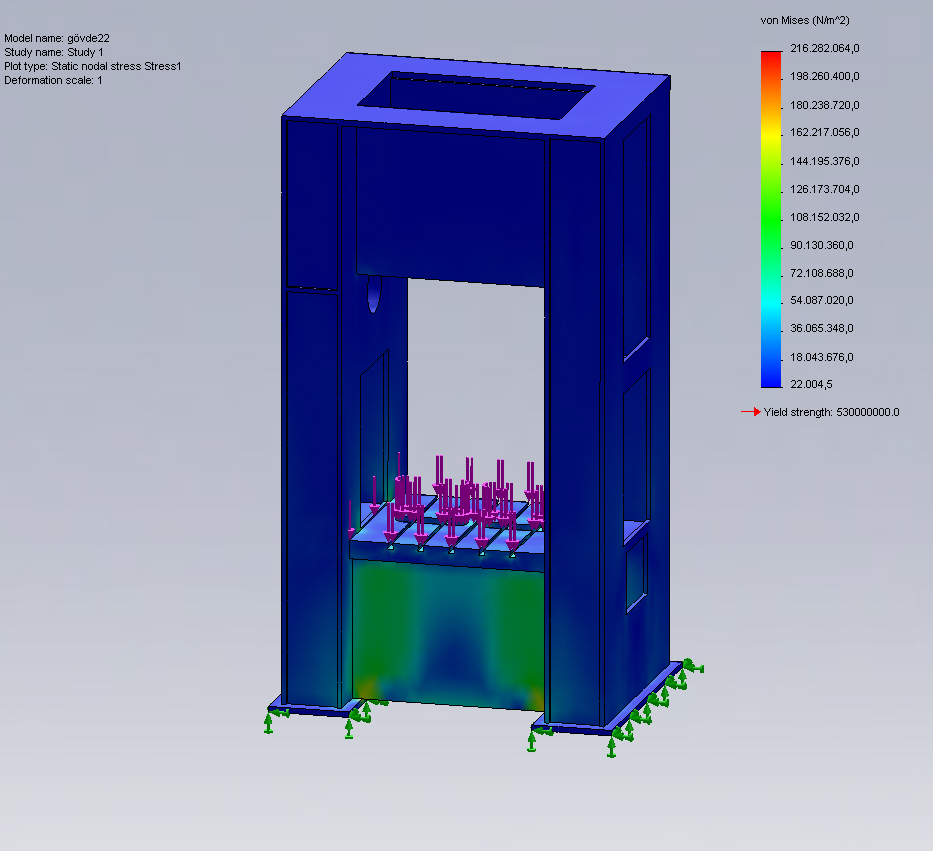 Model name: gövde22
Study name: Study 1
Plot type: Static nodal stress Stress1
Deformation scale: 1
von Mises (N/m^2)
216.282.064,0
198.260.400,0
180.238.720,0
162.217.056,0
144.195.376,0
126.173.704,0
108.152.032,0
90.130.360,0
72.108.688,0
54.087.020,0
36.065.348,0
18.043.676,0
22.004,5
Yield strength: 530000000.0